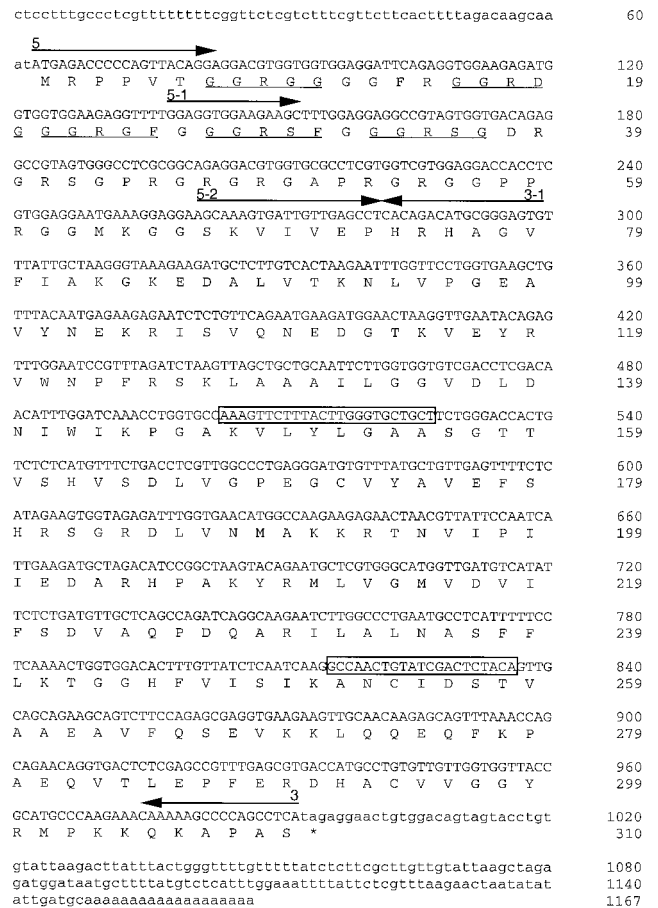 ctcctttgccctcgtttttttttcggttctcgtctttcgttcttcacttttagacaagcaa 60
5
atATGAGACCCCCAGTTACAGGAGGACGTGGTGGTGGAGGATTCAGAGGTGGAAGAGATG 120
M R P P V T G G R G G G G F R G G R D 19
5-1
GTGGTGGAAGAGGTTTTGGAGGTGGAAGAAGCTTTGGAGGAGGCCGTAGTGGTGACAGAG 180
G G G R G F G G G R S F G G G R S G D R 39
GCCGTAGTGGGCCTCGCGGCAGAGGACGTGGTGCGCCTCGTGGTCGTGGAGGACCACCTC 240
G R S G P R G R G R G A P R G R G G P P 59
5-2 3-1
GTGGAGGAATGAAAGGAGGAAGCAAAGTGATTGTTGAGCCTCACAGACATGCGGGAGTGT 300
R G G M K G G S K V I V E P H R H A G V 79
TTATTGCTAAGGGTAAAGAAGATGCTCTTGTCACTAAGAATTTGGTTCCTGGTGAAGCTG 360
F I A K G K E D A L V T K N L V P G E A 99
TTTACAATGAGAAGAGAATCTCTGTTCAGAATGAAGATGGAACTAAGGTTGAATACAGAG 420
V Y N E K R I S V Q N E D G T K V E Y R 119
TTTGGAATCCGTTTAGATCTAAGTTAGCTGCTGCAATTCTTGGTGGTGTCGACCTCGACA 480
V W N P F R S K L A A A I L G G V D L D 139
ACATTTGGATCAAACCTGGTGCCAAAGTTCTTTACTTGGGTGCTGCTTCTGGGACCACTG 540
N I W I K P G A K V L Y L G A A S G T T 159
TCTCTCATGTTTCTGACCTCGTTGGCCCTGAGGGATGTGTTTATGCTGTTGAGTTTTCTC 600
V S H V S D L V G P E G C V Y A V E F S 179
ATAGAAGTGGTAGAGATTTGGTGAACATGGCCAAGAAGAGAACTAACGTTATTCCAATCA 660
H R S G R D L V N M A K K R T N V I P I 199
TTGAAGATGCTAGACATCCGGCTAAGTACAGAATGCTCGTGGGCATGGTTGATGTCATAT 720
I E D A R H P A K Y R M L V G M V D V I 219
TCTCTGATGTTGCTCAGCCAGATCAGGCAAGAATCTTGGCCCTGAATGCCTCATTTTTCC 780
F S D V A Q P D Q A R I L A L N A S F F 239
TCAAAACTGGTGGACACTTTGTTATCTCAATCAAGGCCAACTGTATCGACTCTACAGTTG 840
L K T G G H F V I S I K A N C I D S T V 259
CAGCAGAAGCAGTCTTCCAGAGCGAGGTGAAGAAGTTGCAACAAGAGCAGTTTAAACCAG 900
A A E A V F Q S E V K K L Q Q E Q F K P 279
CAGAACAGGTGACTCTCGAGCCGTTTGAGCGTGACCATGCCTGTGTTGTTGGTGGTTACC 960
A E Q V T L E P F E R D H A C V V G G Y 299
3
GCATGCCCAAGAAACAAAAAGCCCCAGCCTCAtagaggaactgtggacagtagtacctgt 1020
R M P K K Q K A P A S * 310
gtattaagacttatttactgggttttgtttttatctcttcgcttgttgtattaagctaga 1080
gatggataatgcttttatgtctcatttggaaattttattctcgtttaagaactaatatat 1140
attgatgcaaaaaaaaaaaaaaaaaaa 1167